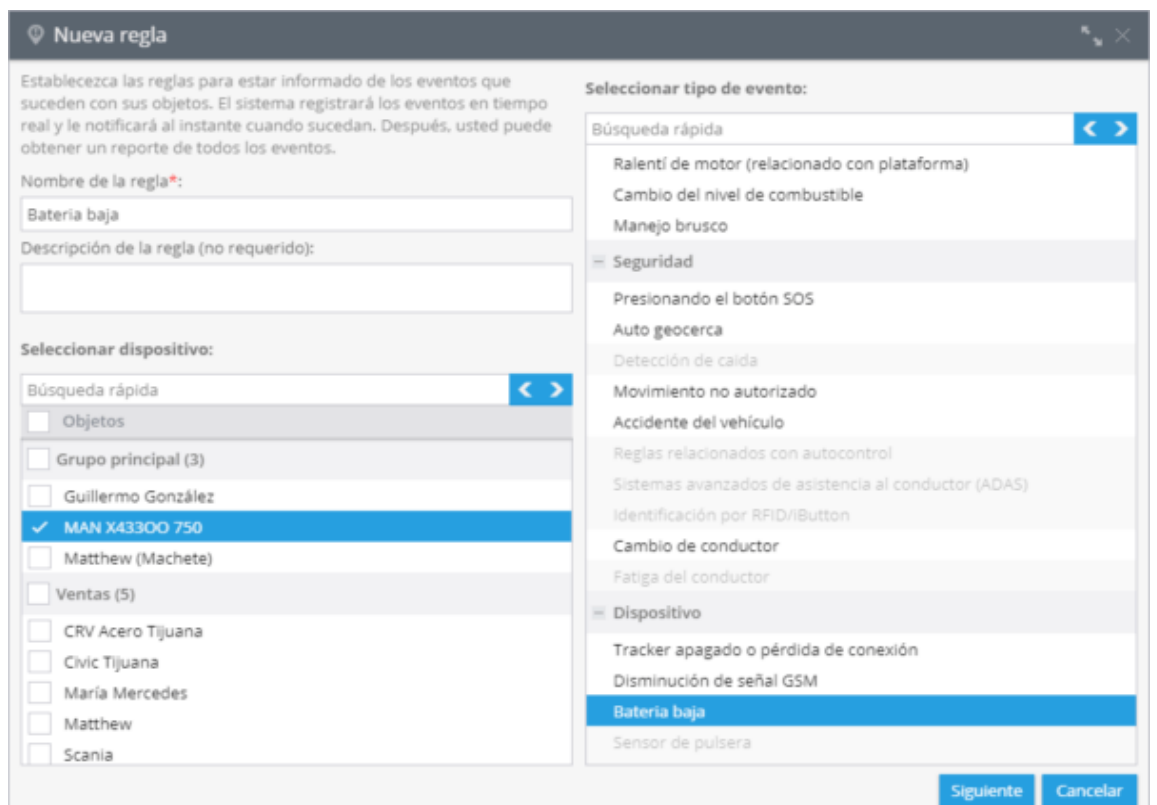 Nueva regla
Establecezca las reglas para estar informado de los eventos que
suceden con sus objetos. El sistema registrará los eventos en tiempo
real y le notificará al instante cuando sucedan. Después, usted puede
obtener un reporte de todos los eventos.
Nombre de la regla*:
Bateria baja
Descripción de la regla (no requerido):
Seleccionar dispositivo:
Búsqueda rápida
Objetos
Grupo principal (3)
Guillermo González
MAN X433OO 750
Matthew (Machete)
Ventas (5)
CRV Acero Tijuana
Civic Tijuana
María Mercedes
Matthew
Scania
Seleccionar tipo de evento:
Búsqueda rápida
Ralentí de motor (relacionado con plataforma)
Cambio del nivel de combustible
Manejo brusco
Seguridad
Presionando el botón SOS
Auto geocerca
Detección de caida
Movimiento no autorizado
Accidente del vehículo
Reglas relacionados con autocontrol
Sistemas avanzados de asistencia al conductor (ADAS)
Identificación por RFID/iButton
Cambio de conductor
Fatiga del conductor
Dispositivo
Tracker apagado o pérdida de conexión
Disminución de señal GSM
Bateria baja
Sensor de pulsera
Siguiente
Cancelar